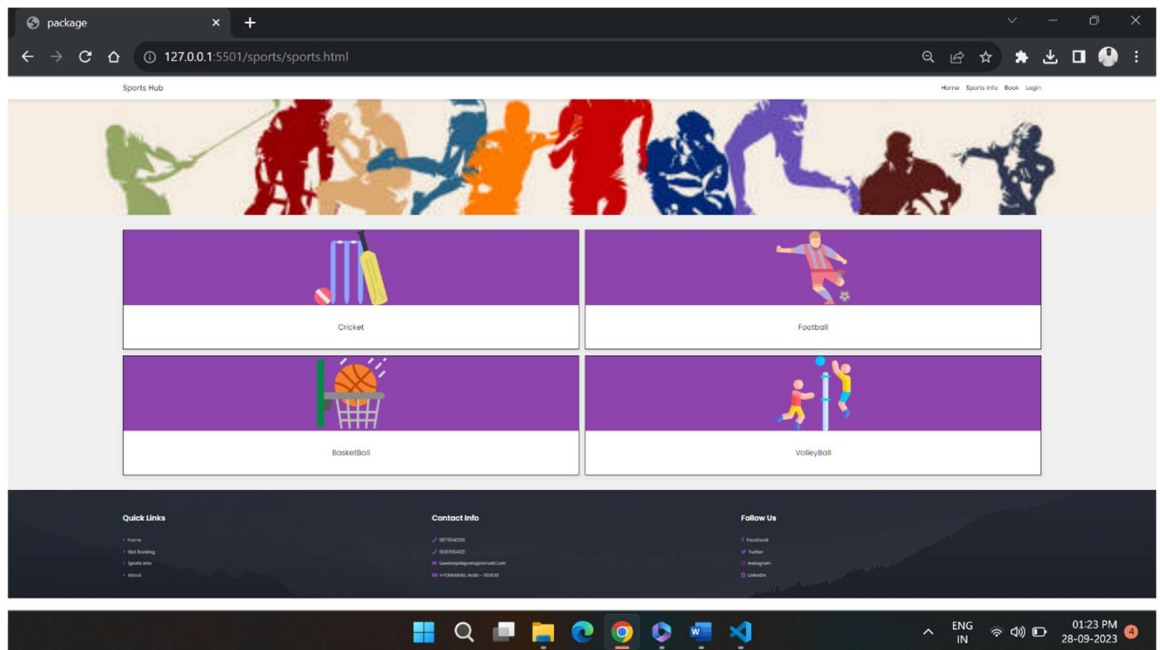 package
127.0.0.1:5501/sports/sports.html
Sports Hub
Home Sports Info Book Login
Cricket
Football
BasketBall
VolleyBall
Quick Links
Home
Slot Booking
Sports Info
About
Contact Info
India -
Follow Us
Facebook
Twitter
Instagram
LinkedIn
ENG
IN
01:23 PM
28-09-2023
4